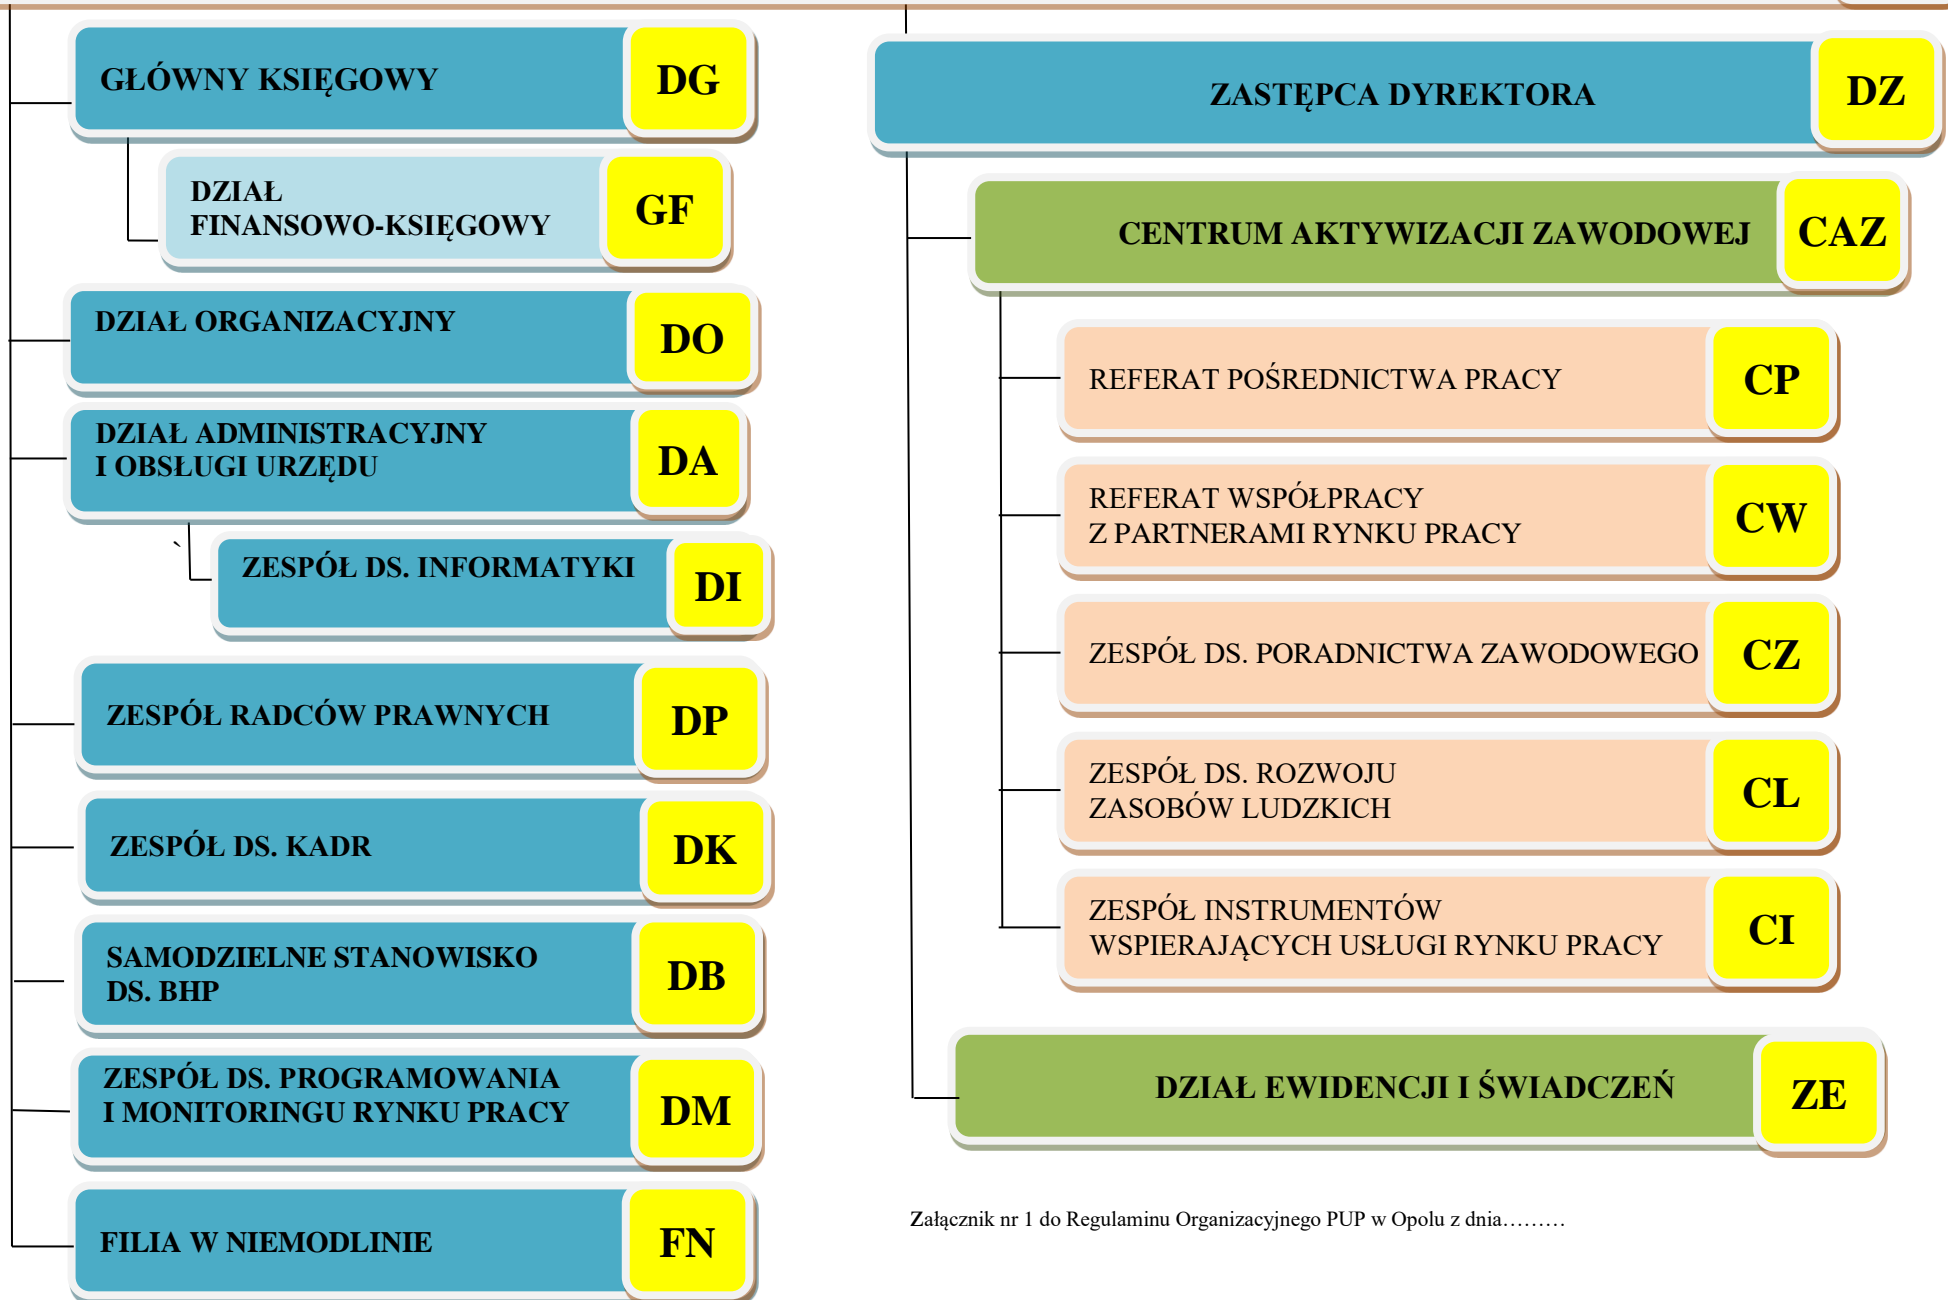 GŁÓWNY KSIĘGOWY
DG
DZIAŁ
FINANSOWO-KSIĘGOWY
GF
DZIAŁ ORGANIZACYJNY
DO
DZIAŁ ADMINISTRACYJNY
I OBSŁUGI URZĘDU
DA
`
ZESPÓŁ DS. INFORMATYKI
DI
ZESPÓŁ RADCÓW PRAWNYCH
DP
ZESPÓŁ DS. KADR
DK
SAMODZIELNE STANOWISKO
DS. BHP
DB
ZESPÓŁ DS. PROGRAMOWANIA
I MONITORINGU RYNKU PRACY
DM
FILIA W NIEMODLINIE
FN
ZASTĘPCA DYREKTORA
DZ
CENTRUM AKTYWIZACJI ZAWODOWEJ
CAZ
REFERAT POŚREDNICTWA PRACY
CP
REFERAT WSPÓŁPRACY
Z PARTNERAMI RYNKU PRACY
CW
ZESPÓŁ DS. PORADNICTWA ZAWODOWEGO
CZ
ZESPÓŁ DS. ROZWOJU
ZASOBÓW LUDZKICH
CL
ZESPÓŁ INSTRUMENTÓW
WSPIERAJĄCYCH USŁUGI RYNKU PRACY
CI
DZIAŁ EWIDENCJI I ŚWIADCZEŃ
ZE
Załącznik nr 1 do Regulaminu Organizacyjnego PUP w Opolu z dnia………